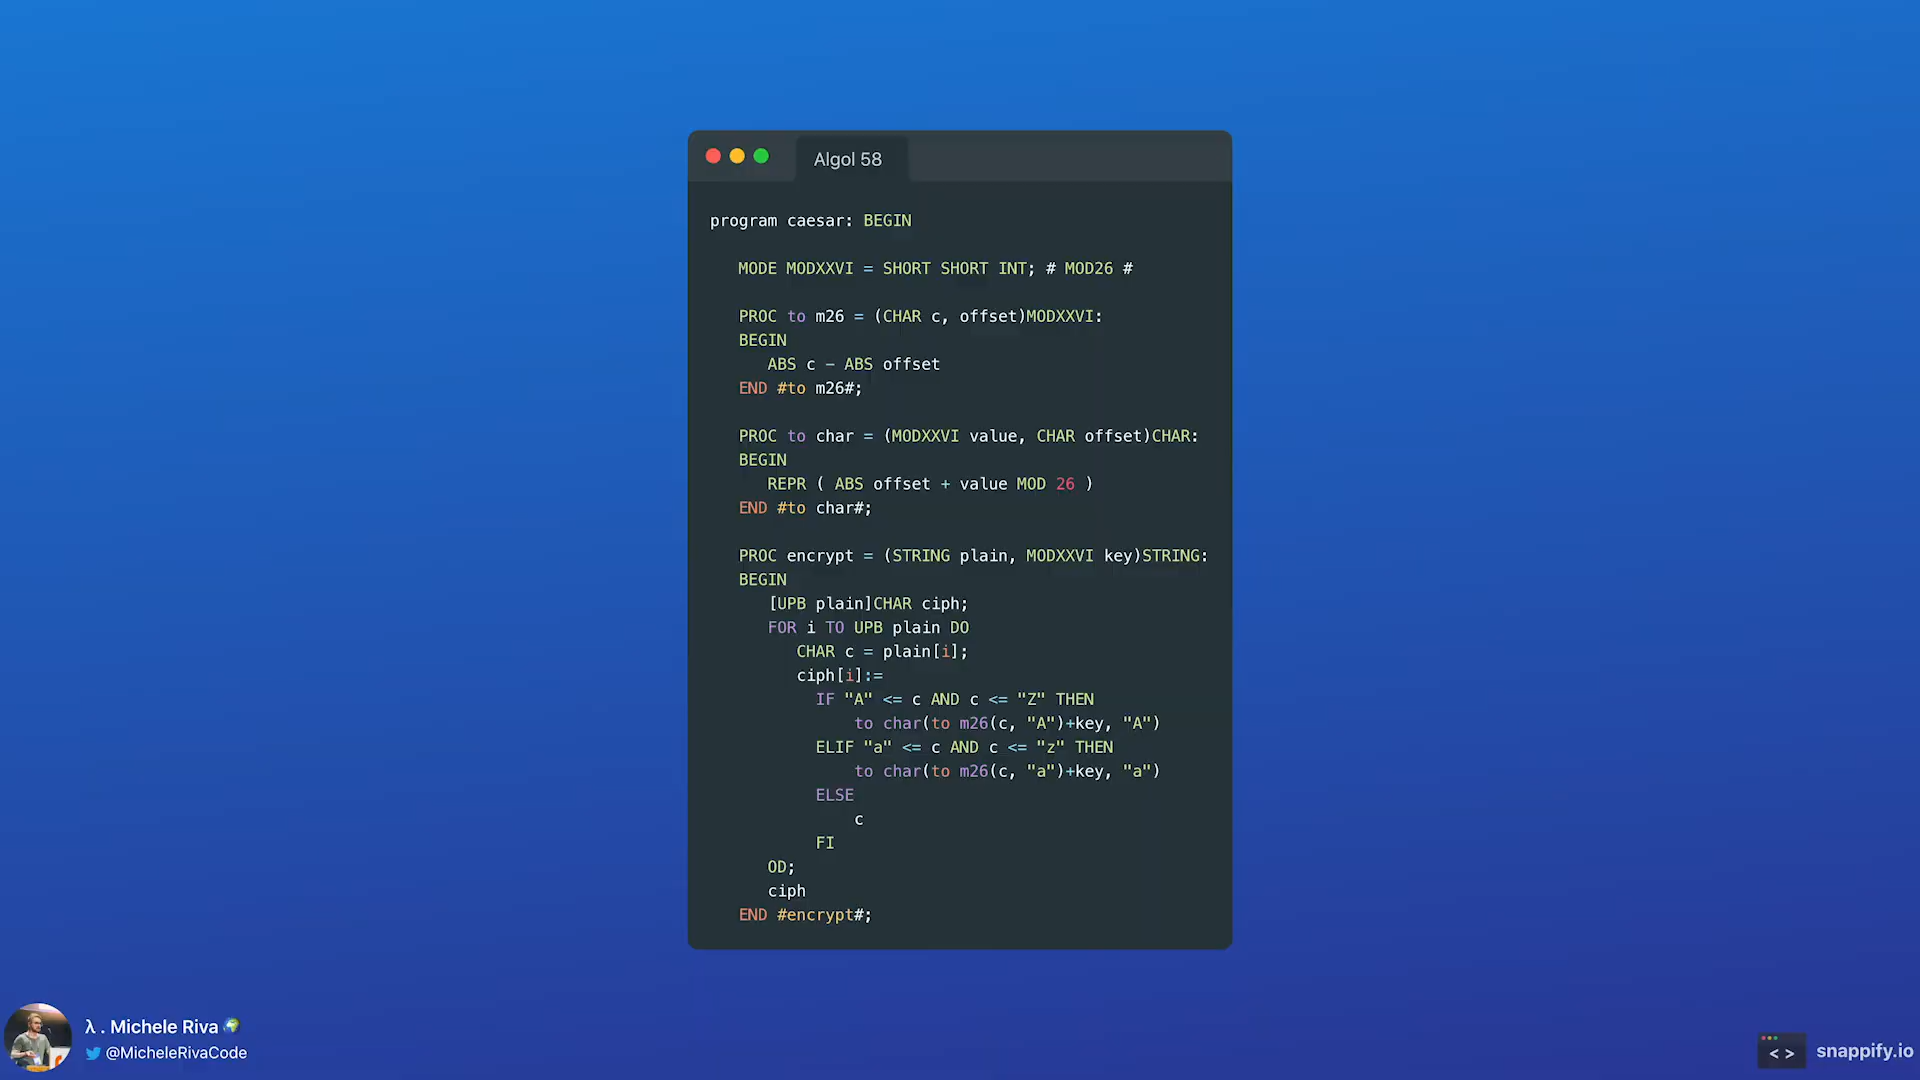 Algol 58
program caesar: BEGIN
MODE MODXXVI = SHORT SHORT INT; # MOD26 #
PROC to m26 = (CHAR c, offset)MODXXVI:
BEGIN
ABS c - ABS offset
END #to m26#;
PROC to char = (MODXXVI value, CHAR offset)CHAR:
BEGIN
REPR ( ABS offset + value MOD 26 )
END #to char#;
PROC encrypt = (STRING plain, MODXXVI key)STRING:
BEGIN
[UPB plain]CHAR ciph;
FOR i TO UPB plain DO
CHAR c = plain[i];
ciph[i]:=
IF "A" <= c AND c <= "Z" THEN
to char(to m26(c, "A")+key, "A")
ELIF "a" <= c AND c <= "z" THEN
to char(to m26(c, "a")+key, "a")
ELSE
c
FI
OD;
ciph
END #encrypt#;
λ . Michele Riva
@MicheleRivaCode
< > snappify.io